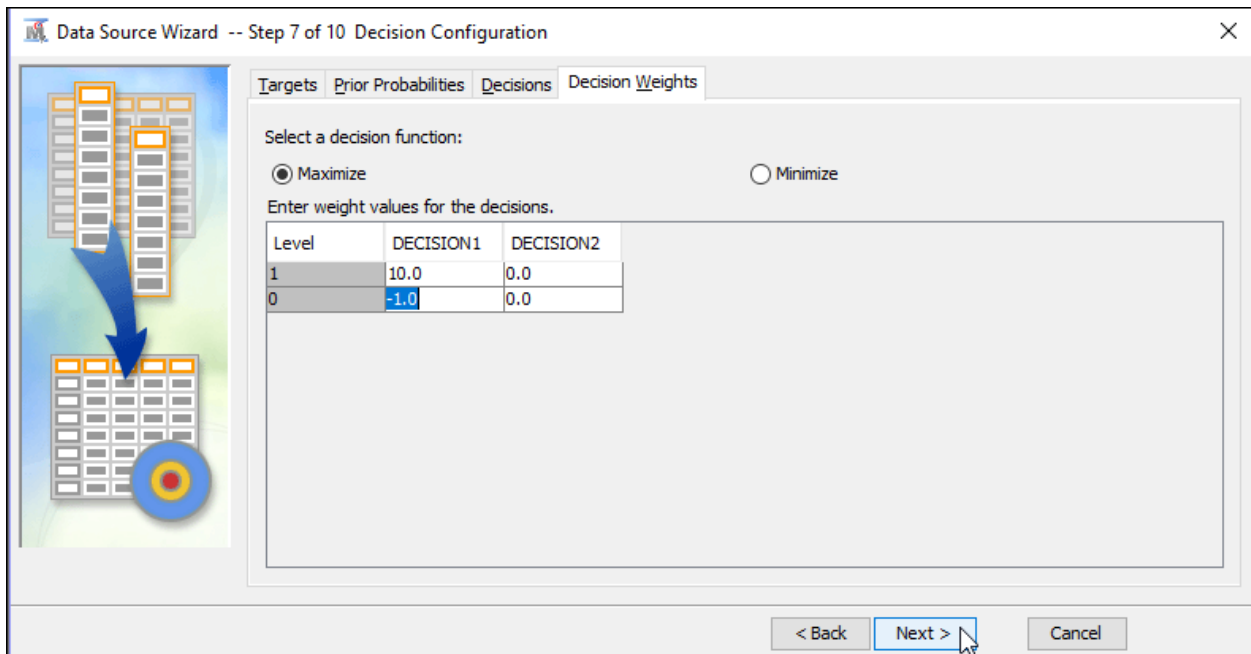 Data Source Wizard -- Step 7 of 10 Decision Configuration
Targets Prior Probabilities Decisions Decision Weights
Select a decision function:
Maximize Minimize
Enter weight values for the decisions.
Level DECISION1 DECISION2
1 10.0 0.0
0 -1.0 0.0
< Back Next > Cancel